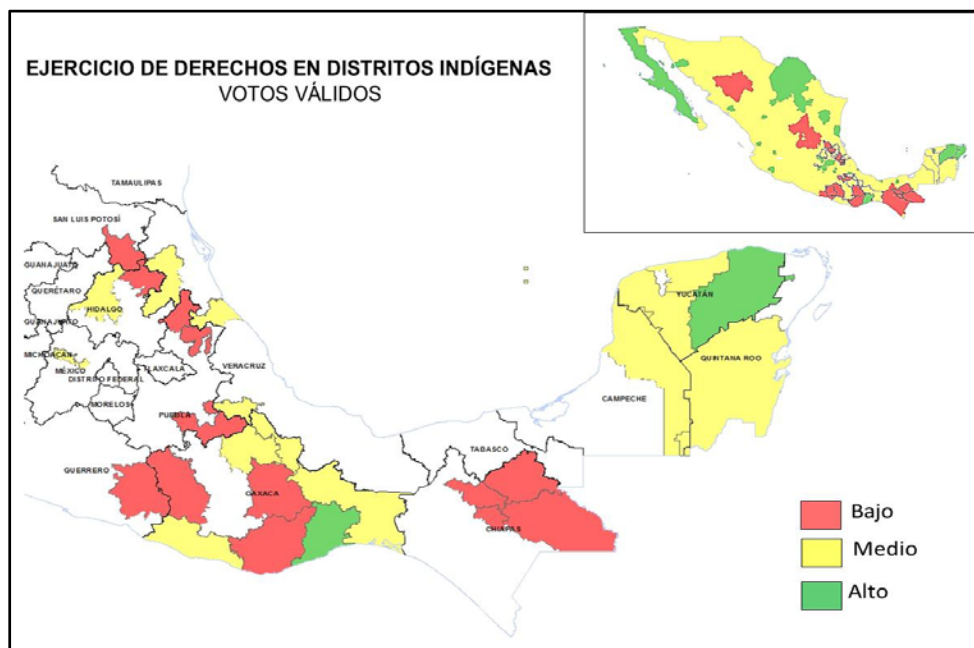 EJERCICIO DE DERECHOS EN DISTRITOS INDÍGENAS
VOTOS VÁLIDOS
TAMAULIPAS
SAN LUIS POTOSÍ
GUANAJUATO
QUERÉTARO
HIDALGO
GUANAJUATO
MICHOACÁN
MÉXICO
TLAXCALA
DISTRITO FEDERAL
MORELOS
VERACRUZ
PUEBLA
GUERRERO
OAXACA
TABASCO
CHIAPAS
CAMPECHE
YUCATÁN
QUINTANA ROO
Bajo
Medio
Alto